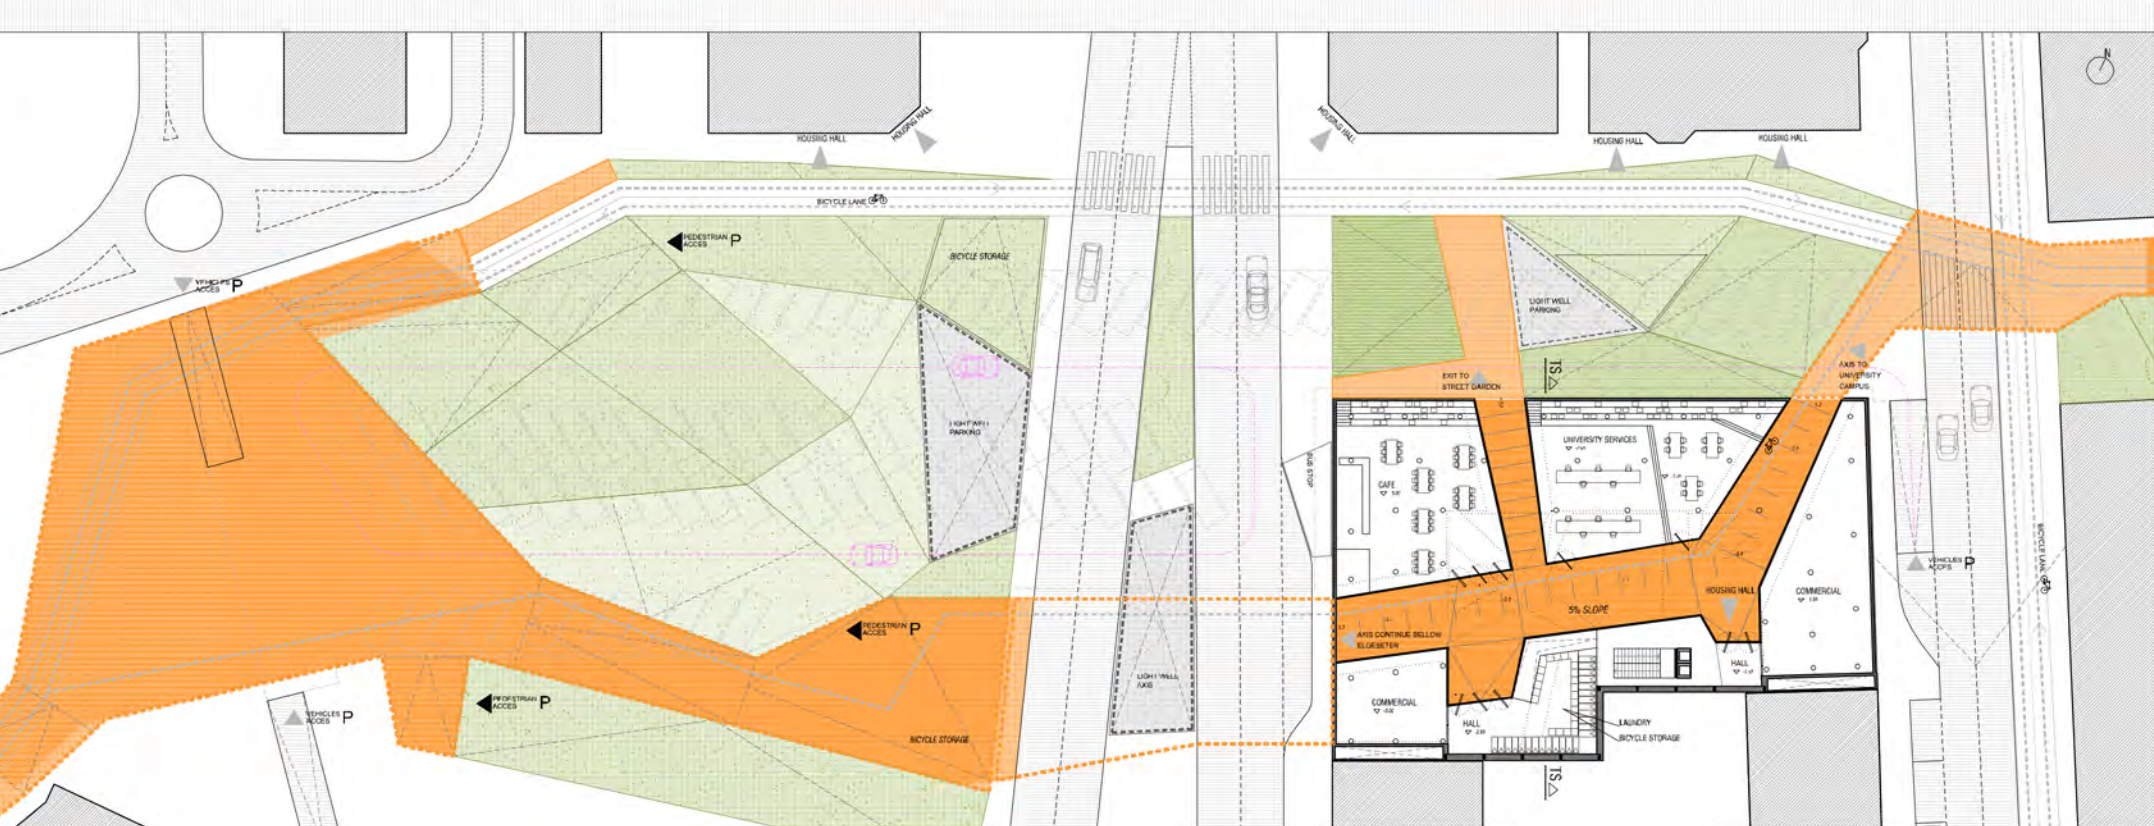 N
HOUSING HALL
HOUSING HALL
HOUSING HALL
HOUSING HALL
HOUSING HALL
BICYCLE LANE
PEDESTRIAN
ACCES
P
BICYCLE STORAGE
VEHICLES
ACCES
P
LIGHT WELL
PARKING
TS
EXIT TO
STREET GARDEN
AXIS TO
UNIVERSITY
CAMPUS
LIGHT WELL
PARKING
BUS STOP
CAFE
UNIVERSITY SERVICES
BICYCLE LANE
VEHICLES
ACCES
P
HOUSING HALL
COMMERCIAL
5% SLOPE
PEDESTRIAN
ACCES
P
AXIS CONTINUE BELLOW
ELGESETER
HALL
LIGHT WELL
AXIS
PEDESTRIAN
ACCES
P
COMMERCIAL
VEHICLES
ACCES
P
HALL
LAUNDRY
BICYCLE STORAGE
BICYCLE STORAGE
TS